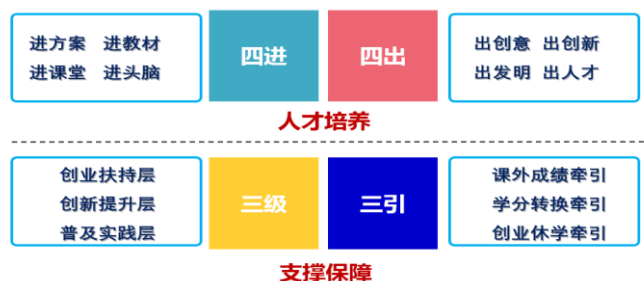 进方案 进教材
进课堂 进头脑
四进
四出
出创意 出创新
出发明 出人才
人才培养
创业扶持层
创新提升层
普及实践层
三级
三引
课外成绩牵引
学分转换牵引
创业休学牵引
支撑保障